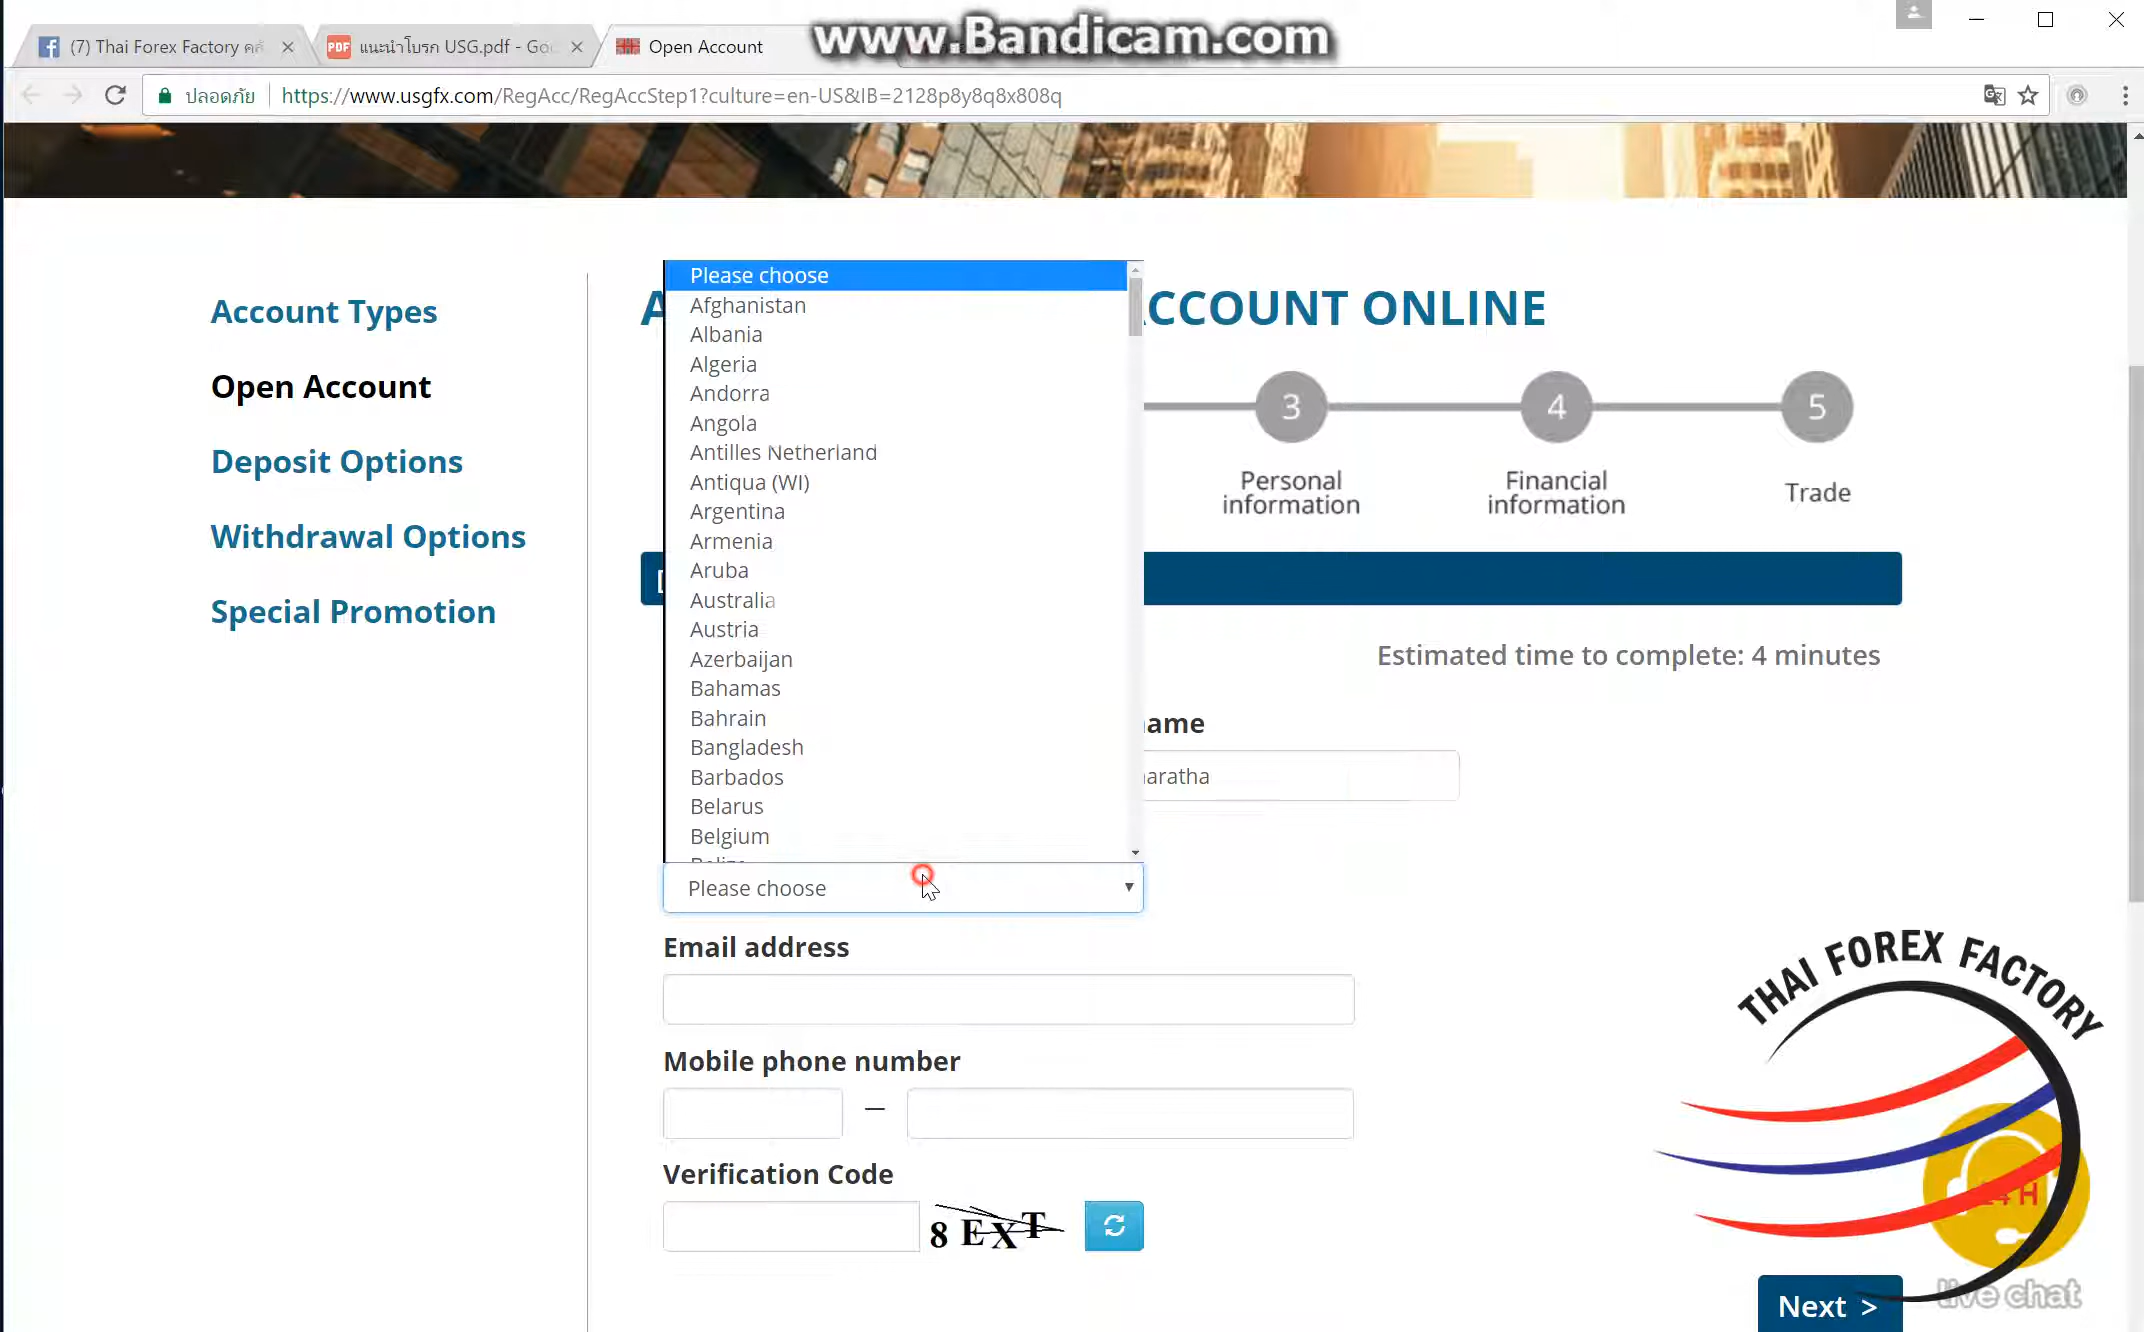 www.Bandicam.com
(7) Thai Forex Factory
แนะนำโบรก USG.pdf - Goo
Open Account
ปลอดภัย
https://www.usgfx.com/RegAcc/RegAccStep1?culture=en-US&IB=2128p8y8q8x808q
Account Types
Open Account
Deposit Options
Withdrawal Options
Special Promotion
CCOUNT ONLINE
Please choose
Afghanistan
Albania
Algeria
Andorra
Angola
Antilles Netherland
Antiqua (WI)
Argentina
Armenia
Aruba
Australia
Austria
Azerbaijan
Bahamas
Bahrain
Bangladesh
Barbados
Belarus
Belgium
Please choose
3
Personal
information
4
Financial
information
5
Trade
Estimated time to complete: 4 minutes
ame
aratha
Email address
Mobile phone number
—
Verification Code
8EXT
Next >
THAI FOREX FACTORY
live chat